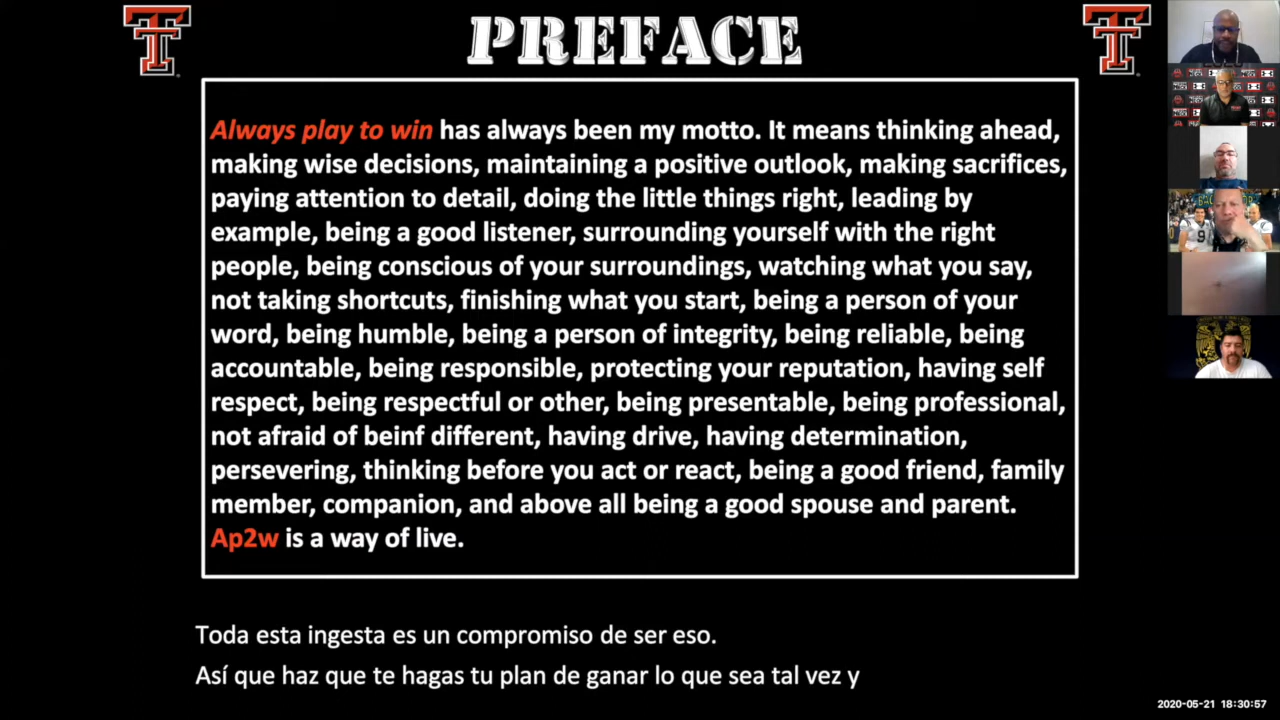 PREFACE
Always play to win has always been my motto. It means thinking ahead,
making wise decisions, maintaining a positive outlook, making sacrifices,
paying attention to detail, doing the little things right, leading by
example, being a good listener, surrounding yourself with the right
people, being conscious of your surroundings, watching what you say,
not taking shortcuts, finishing what you start, being a person of your
word, being humble, being a person of integrity, being reliable, being
accountable, being responsible, protecting your reputation, having self
respect, being respectful or other, being presentable, being professional,
not afraid of beinf different, having drive, having determination,
persevering, thinking before you act or react, being a good friend, family
member, companion, and above all being a good spouse and parent.
Ap2w is a way of live.
Toda esta ingesta es un compromiso de ser eso.
Así que haz que te hagas tu plan de ganar lo que sea tal vez y
2020-05-21 18:30:57